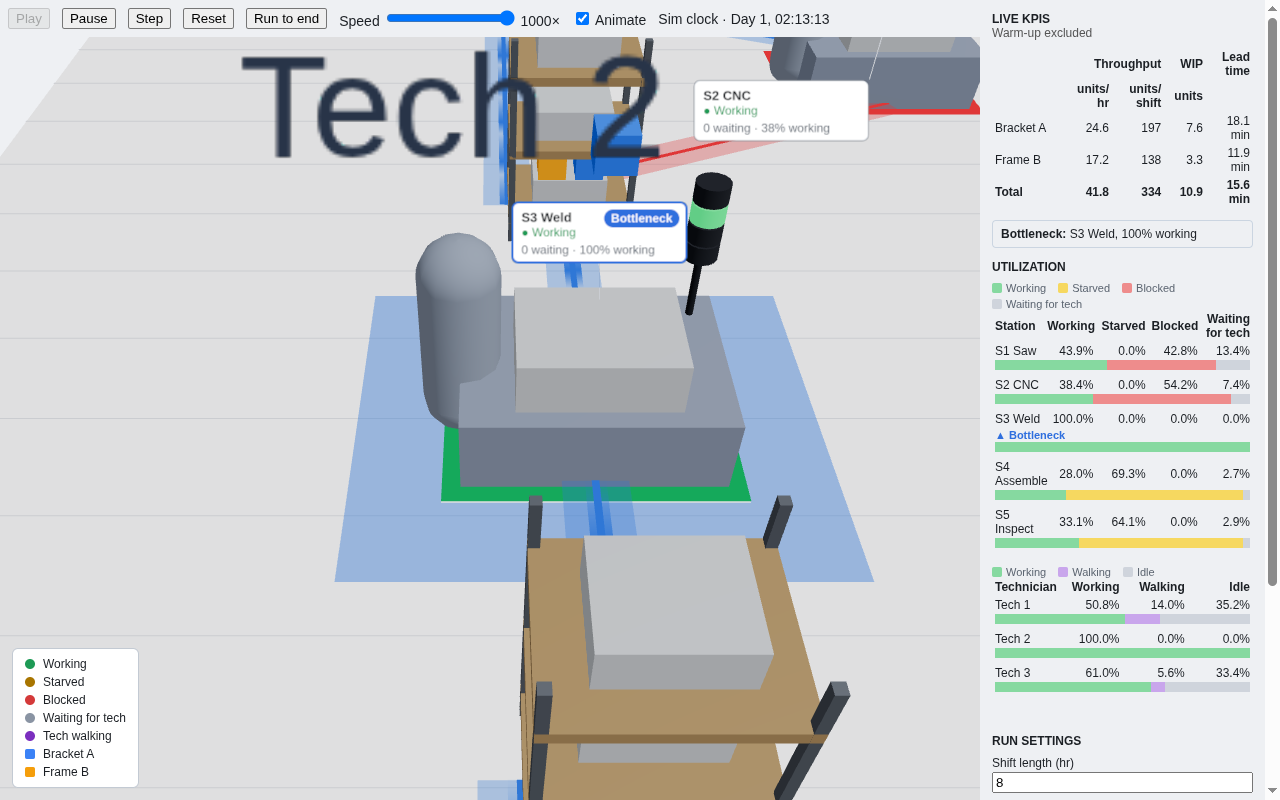 Play Pause Step Reset Run to end Speed 1000× Animate Sim clock · Day 1, 02:13:13
Tech 2
S2 CNC
● Working
0 waiting · 38% working
S3 Weld Bottleneck
● Working
0 waiting · 100% working
Working
Starved
Blocked
Waiting for tech
Tech walking
Bracket A
Frame B
LIVE KPIS
Warm-up excluded
Throughput WIP Lead time
units/hr units/shift units
Bracket A 24.6 197 7.6 18.1 min
Frame B 17.2 138 3.3 11.9 min
Total 41.8 334 10.9 15.6 min
Bottleneck: S3 Weld, 100% working
UTILIZATION
Working Starved Blocked
Waiting for tech
Station Working Starved Blocked Waiting for tech
S1 Saw 43.9% 0.0% 42.8% 13.4%
S2 CNC 38.4% 0.0% 54.2% 7.4%
S3 Weld 100.0% 0.0% 0.0% 0.0%
▲ Bottleneck
S4 Assemble 28.0% 69.3% 0.0% 2.7%
S5 Inspect 33.1% 64.1% 0.0% 2.9%
Working Walking Idle
Technician Working Walking Idle
Tech 1 50.8% 14.0% 35.2%
Tech 2 100.0% 0.0% 0.0%
Tech 3 61.0% 5.6% 33.4%
RUN SETTINGS
Shift length (hr)
8